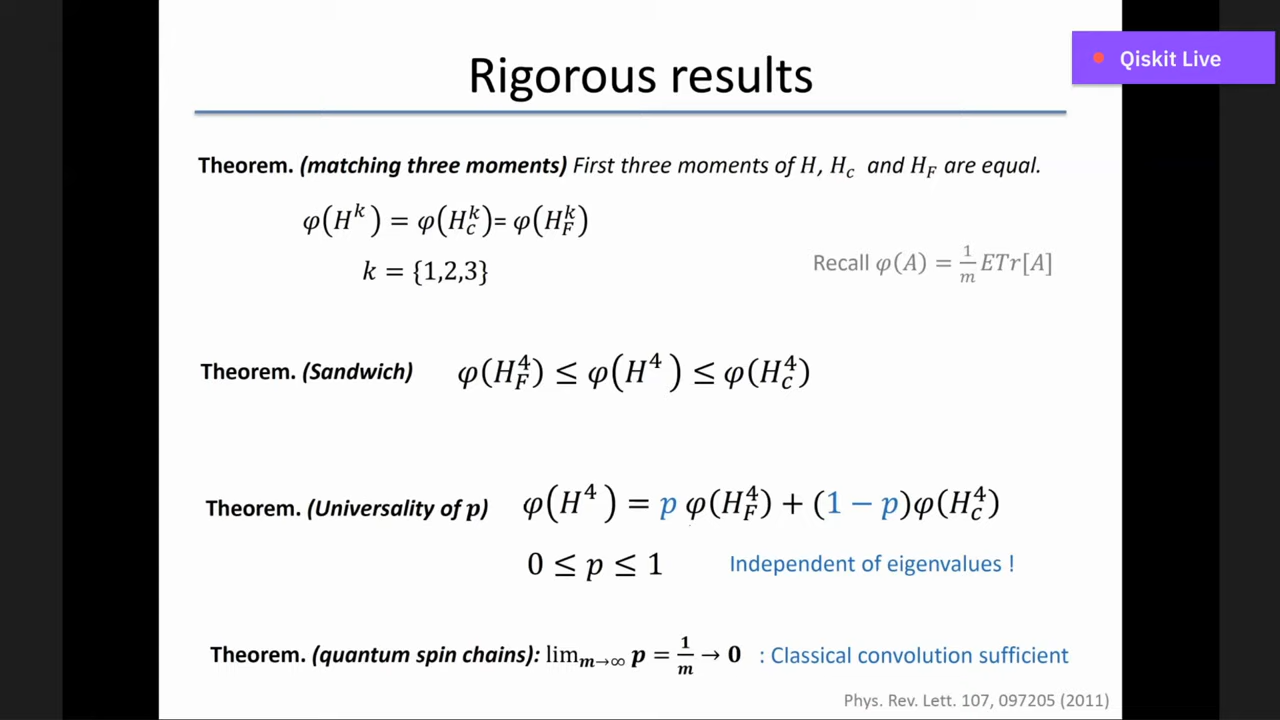 Rigorous results
Qiskit Live
Theorem. (matching three moments) First three moments of H, H_c and H_F are equal.
φ(H^k) = φ(H_c^k)= φ(H_F^k)
k = {1,2,3}
Recall φ(A) = 1/m ETr[A]
Theorem. (Sandwich) φ(H_F^4) ≤ φ(H^4) ≤ φ(H_c^4)
Theorem. (Universality of p) φ(H^4) = p φ(H_F^4) + (1 − p)φ(H_c^4)
0 ≤ p ≤ 1 Independent of eigenvalues !
Theorem. (quantum spin chains): lim_{m→∞} p = 1/m → 0 : Classical convolution sufficient
Phys. Rev. Lett. 107, 097205 (2011)